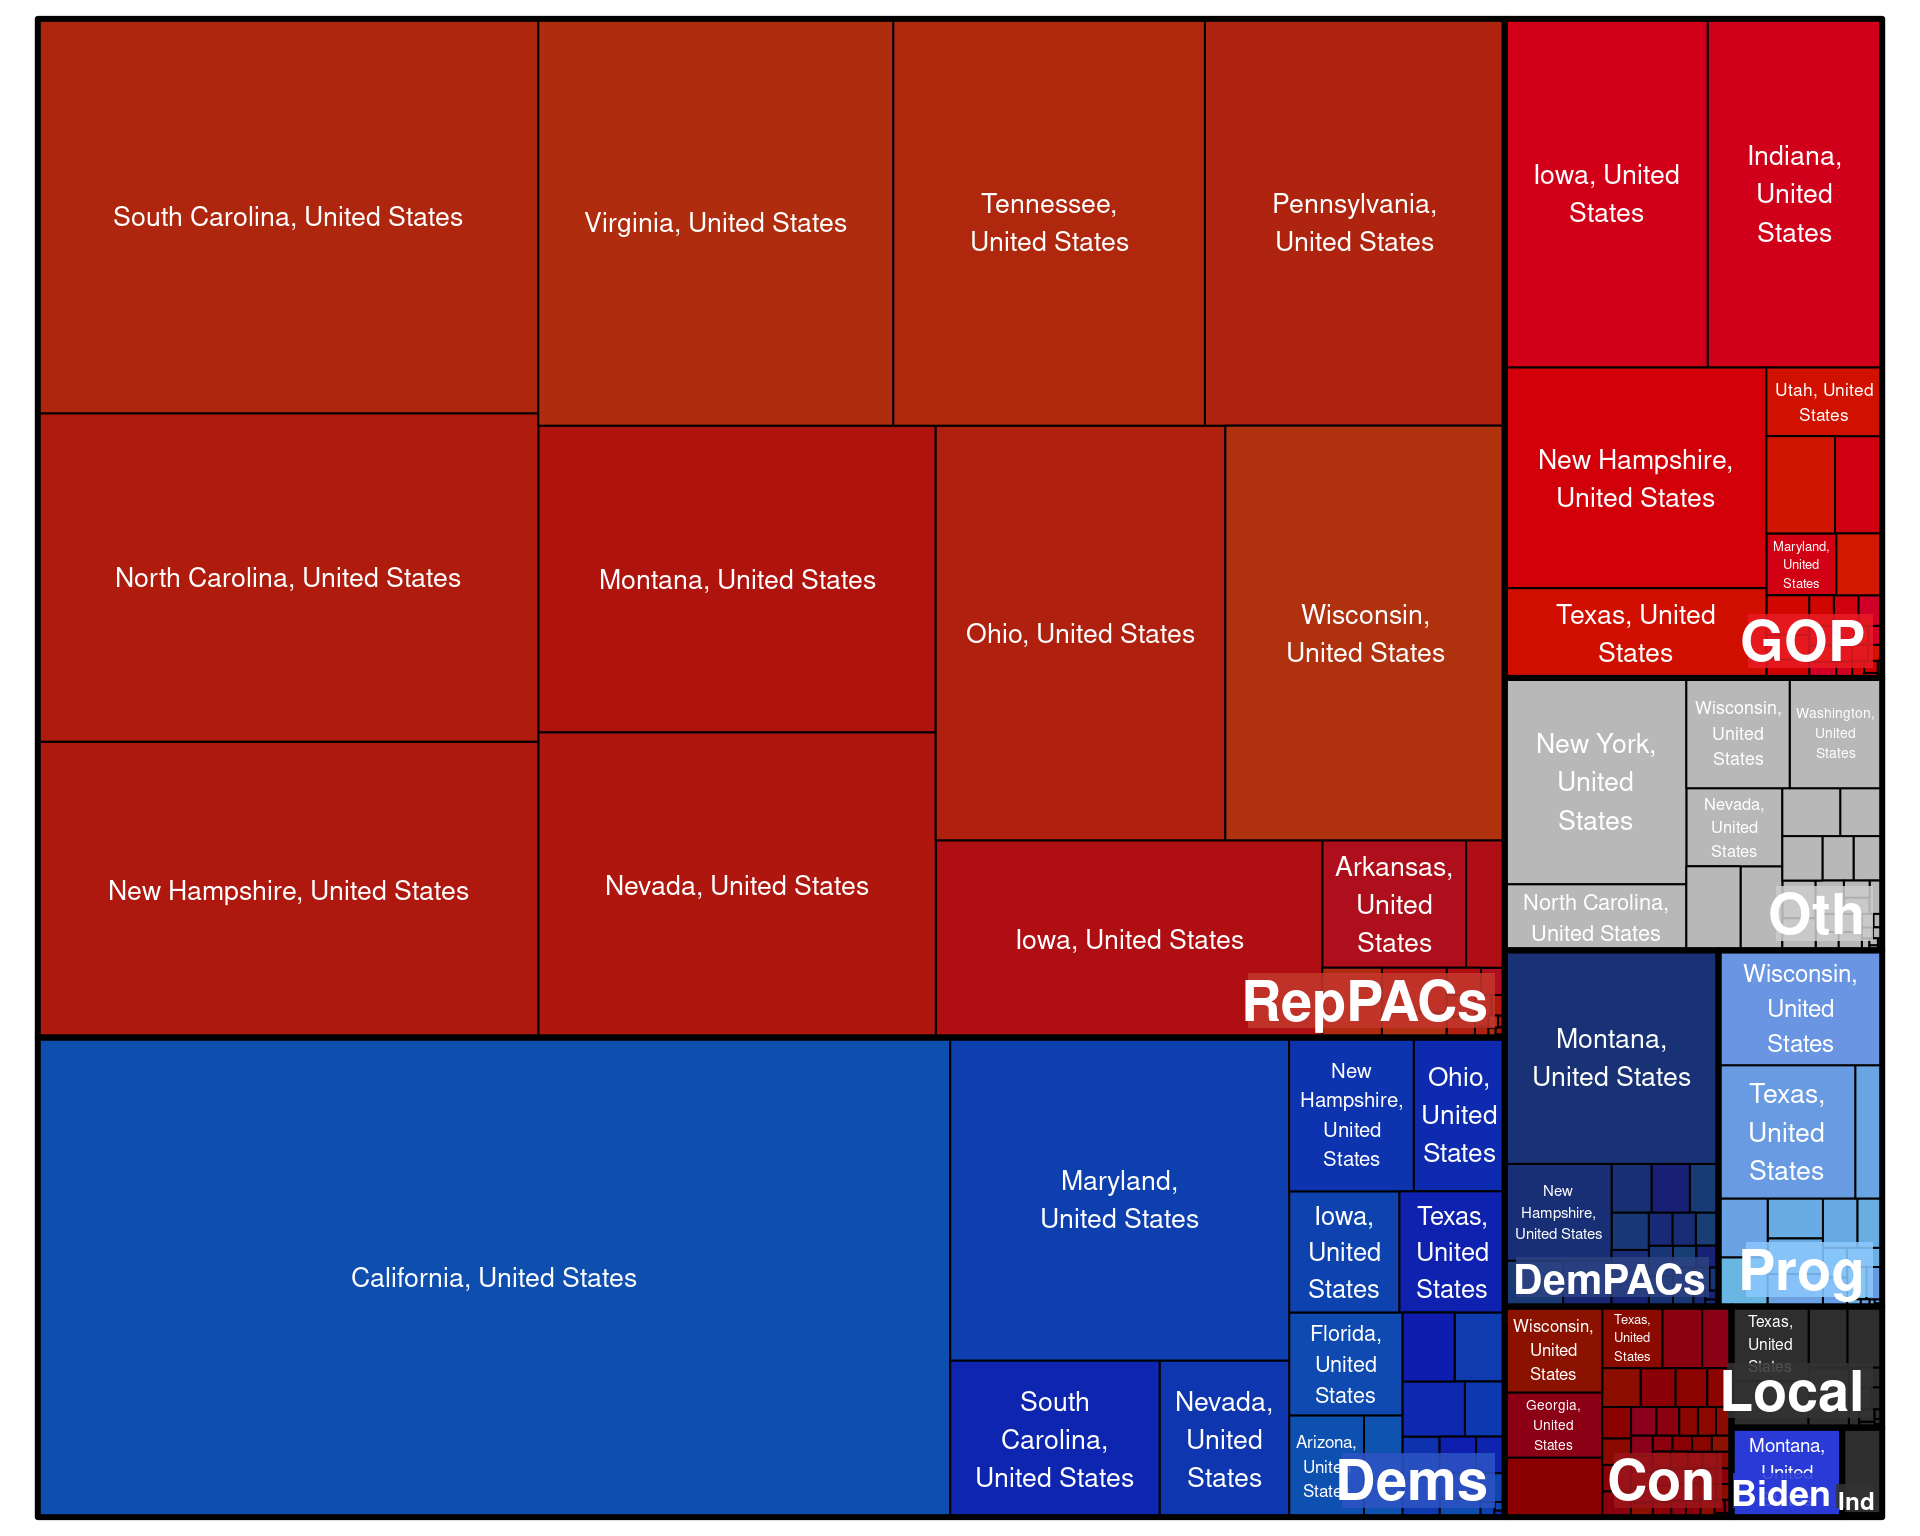 South Carolina, United States
Virginia, United States
Tennessee,
United States
Pennsylvania,
United States
North Carolina, United States
Montana, United States
Ohio, United States
Wisconsin,
United States
New Hampshire, United States
Nevada, United States
Iowa, United States
Arkansas,
United
States
RepPACs
California, United States
Maryland,
United States
South
Carolina,
United States
Nevada,
United
States
New
Hampshire,
United
States
Ohio,
United
States
Iowa,
United
States
Texas,
United
States
Florida,
United
States
Arizona,
United
States
Dems
Iowa, United
States
Indiana,
United
States
New Hampshire,
United States
Utah, United
States
Maryland,
United
States
Texas, United
States
GOP
New York,
United
States
Wisconsin,
United
States
Washington,
United
States
Nevada,
United
States
North Carolina,
United States
Oth
Montana,
United States
New
Hampshire,
United States
DemPACs
Wisconsin,
United
States
Texas,
United
States
Prog
Wisconsin,
United
States
Texas,
United
States
Georgia,
United
States
Con
Texas,
United
States
Local
Montana,
United
Biden
Ind